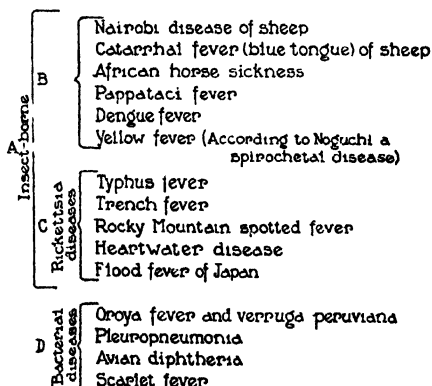 Nairobi disease of sheep
Catarrhal fever (blue tongue) of sheep
B
African horse sickness
Pappataci fever
Dengue fever
Yellow fever (According to Noguchi a
spirochetal disease)
A
Insect-borne
Typhus fever
Trench fever
C
Rickettsia
diseases
Rocky Mountain spotted fever
Heartwater disease
Flood fever of Japan
Oroya fever and verruga peruviana
D
Bacterial
diseases
Pleuropneumonia
Avian diphtheria
Scarlet fever